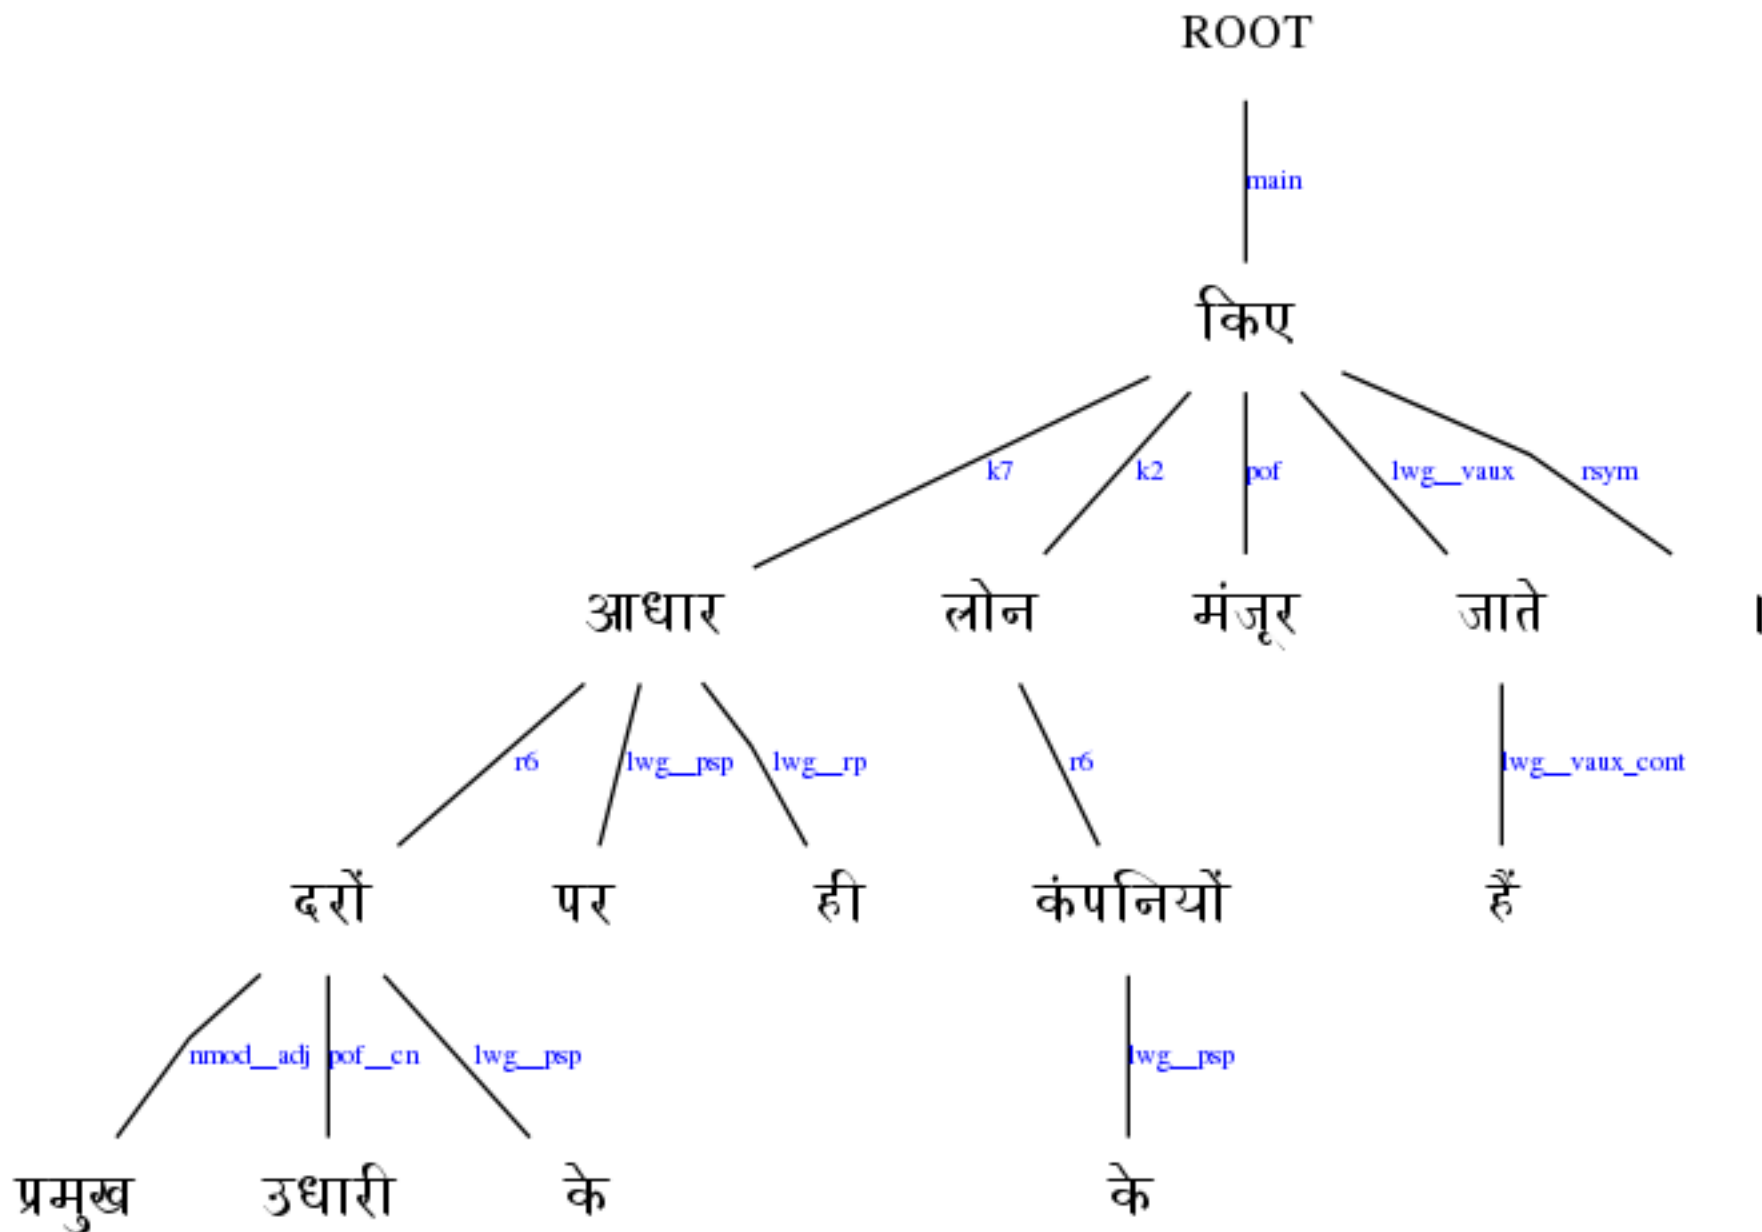 ROOT
main
किए
k7 k2 pof lwg__vaux rsym
आधार लोन मंजूर जाते ।
r6 lwg__psp lwg__rp r6 lwg__vaux_cont
दरों पर ही कंपनियों हैं
nmod__adj pof__cn lwg__psp lwg__psp
प्रमुख उधारी के के